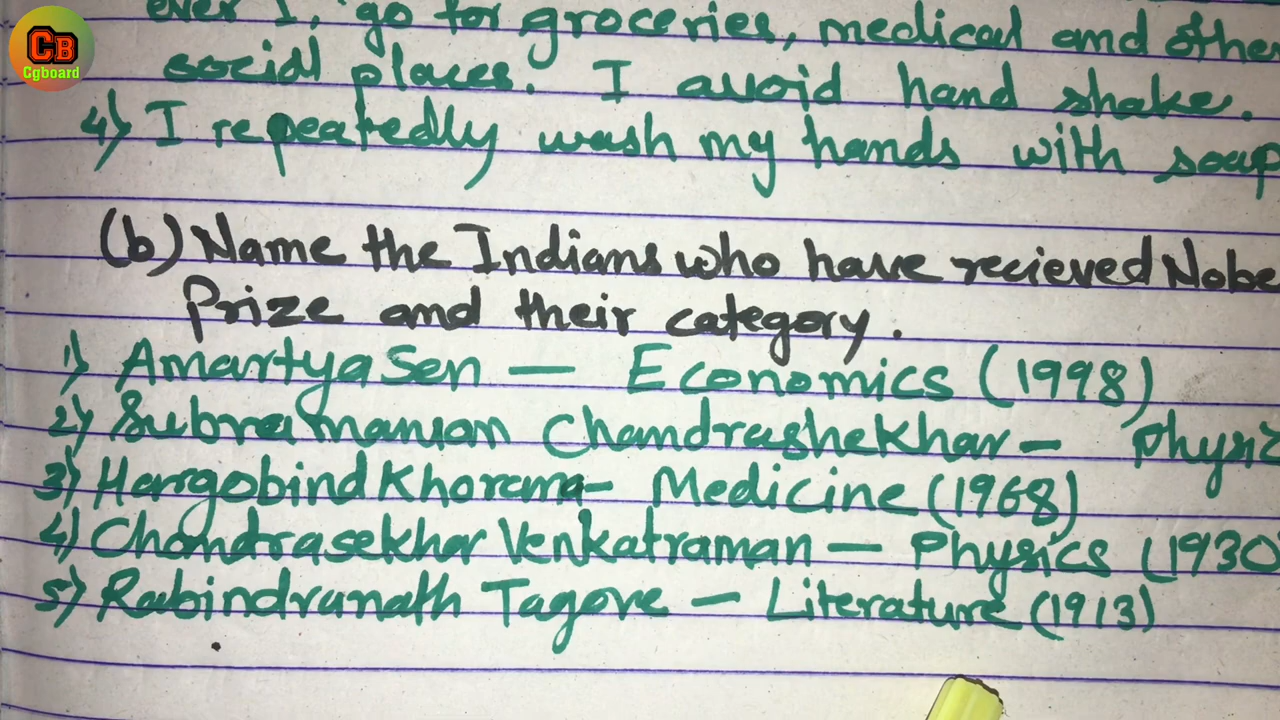 CB
Cgboard
ever I, go for groceries, medical and other
social places. I avoid hand shake.
4) I repeatedly wash my hands with soap
(b) Name the Indians who have recieved Nobe
Prize and their category.
1) Amartya Sen — Economics (1998)
2) Subramanian Chandrashekhar — Physic
3) Hargobind Khorana — Medicine (1968)
4) Chandrasekhar Venkatraman — Physics (1930)
5) Rabindranath Tagore — Literature (1913)